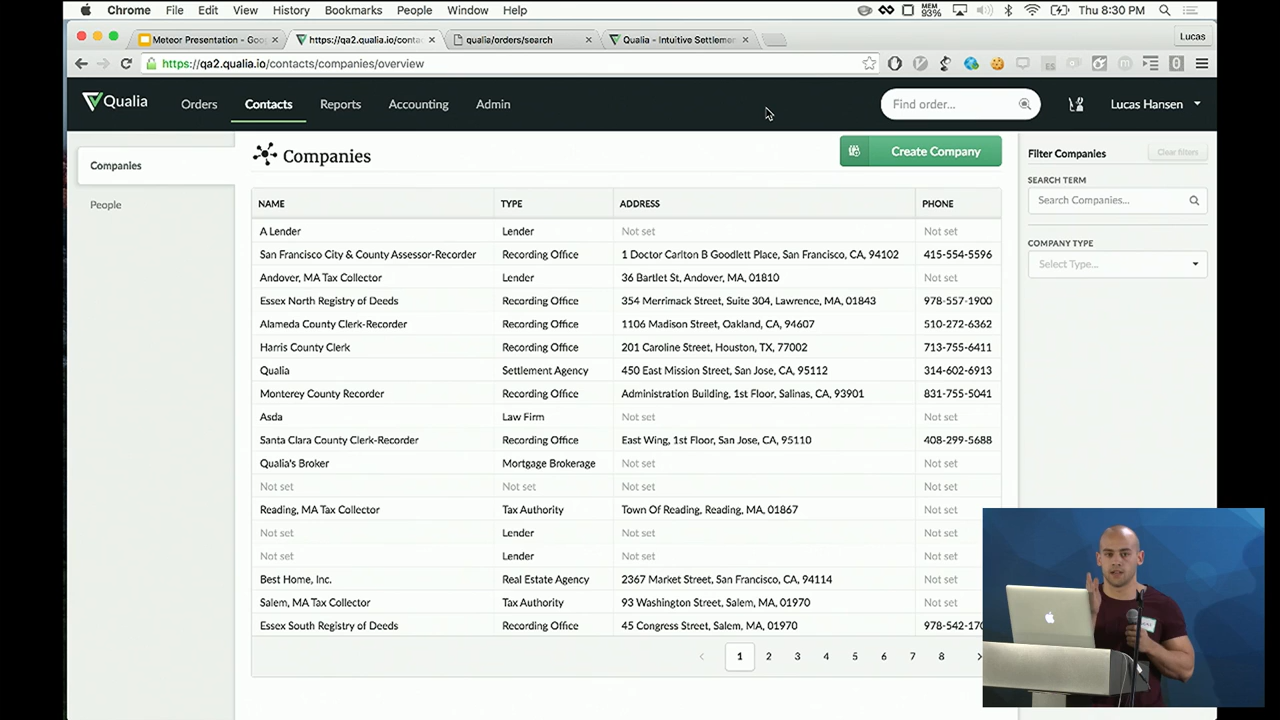 Chrome File Edit View History Bookmarks People Window Help MEM 93% Thu 8:30 PM
Meteor Presentation - Goo https://qa2.qualia.io/conta qualia/orders/search Qualia - Intuitive Settleme Lucas
https://qa2.qualia.io/contacts/companies/overview
Qualia Orders Contacts Reports Accounting Admin Find order... Lucas Hansen
Companies
People
Companies
Create Company
NAME TYPE ADDRESS PHONE
A Lender Lender Not set Not set
San Francisco City & County Assessor-Recorder Recording Office 1 Doctor Carlton B Goodlett Place, San Francisco, CA, 94102 415-554-5596
Andover, MA Tax Collector Lender 36 Bartlet St, Andover, MA, 01810 Not set
Essex North Registry of Deeds Recording Office 354 Merrimack Street, Suite 304, Lawrence, MA, 01843 978-557-1900
Alameda County Clerk-Recorder Recording Office 1106 Madison Street, Oakland, CA, 94607 510-272-6362
Harris County Clerk Recording Office 201 Caroline Street, Houston, TX, 77002 713-755-6411
Qualia Settlement Agency 450 East Mission Street, San Jose, CA, 95112 314-602-6913
Monterey County Recorder Recording Office Administration Building, 1st Floor, Salinas, CA, 93901 831-755-5041
Asda Law Firm Not set Not set
Santa Clara County Clerk-Recorder Recording Office East Wing, 1st Floor, San Jose, CA, 95110 408-299-5688
Qualia's Broker Mortgage Brokerage Not set Not set
Not set Not set Not set Not set
Reading, MA Tax Collector Tax Authority Town Of Reading, Reading, MA, 01867 Not set
Not set Lender Not set Not set
Not set Lender Not set Not set
Best Home, Inc. Real Estate Agency 2367 Market Street, San Francisco, CA, 94114 Not set
Salem, MA Tax Collector Tax Authority 93 Washington Street, Salem, MA, 01970 Not set
Essex South Registry of Deeds Recording Office 45 Congress Street, Salem, MA, 01970 978-542-170
‹ 1 2 3 4 5 6 7 8 ›
Filter Companies Clear filters
SEARCH TERM
Search Companies...
COMPANY TYPE
Select Type...